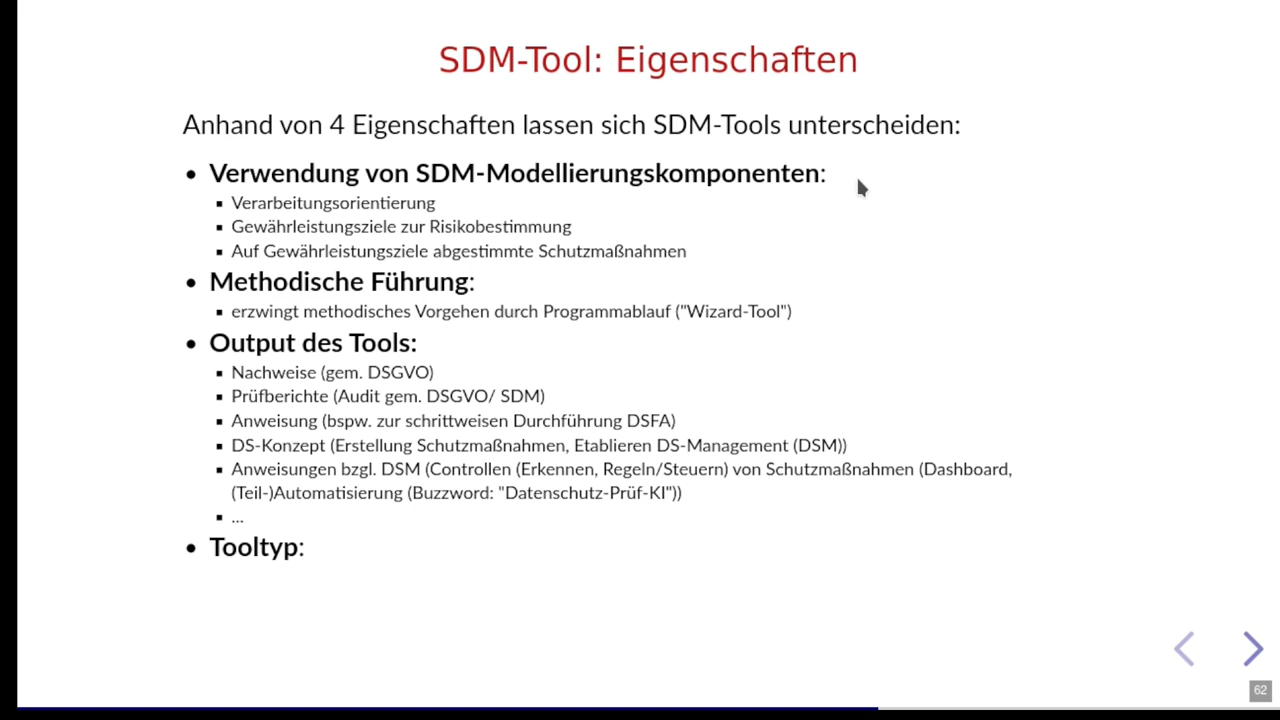 SDM-Tool: Eigenschaften
Anhand von 4 Eigenschaften lassen sich SDM-Tools unterscheiden:
• Verwendung von SDM-Modellierungskomponenten:
▪ Verarbeitungsorientierung
▪ Gewährleistungsziele zur Risikobestimmung
▪ Auf Gewährleistungsziele abgestimmte Schutzmaßnahmen
• Methodische Führung:
▪ erzwingt methodisches Vorgehen durch Programmablauf ("Wizard-Tool")
• Output des Tools:
▪ Nachweise (gem. DSGVO)
▪ Prüfberichte (Audit gem. DSGVO/ SDM)
▪ Anweisung (bspw. zur schrittweisen Durchführung DSFA)
▪ DS-Konzept (Erstellung Schutzmaßnahmen, Etablieren DS-Management (DSM))
▪ Anweisungen bzgl. DSM (Controllen (Erkennen, Regeln/Steuern) von Schutzmaßnahmen (Dashboard,
(Teil-)Automatisierung (Buzzword: "Datenschutz-Prüf-KI"))
▪ ...
• Tooltyp:
62